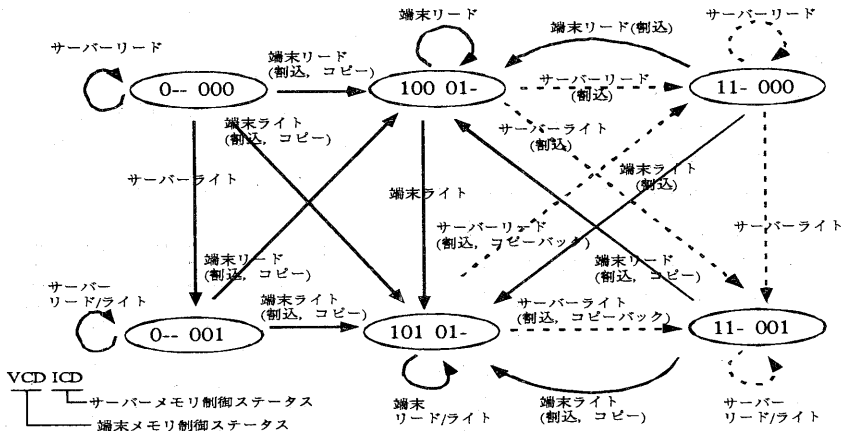 サーバーリード
端末リード
(割込, コピー)
端末リード
端末リード(割込)
サーバーリード
0-- 000
100 01-
サーバーリード
(割込)
11- 000
端末ライト
(割込, コピー)
サーバーライト
(割込)
サーバーライト
端末ライト
端末ライト
(割込)
サーバーライト
サーバーリード
(割込, コピーバック)
端末リード
(割込, コピー)
端末リード
(割込, コピー)
サーバー
リード/ライト
端末ライト
(割込, コピー)
サーバーライト
(割込, コピーバック)
0-- 001
101 01-
11- 001
VCD ICD
サーバーメモリ制御ステータス
端末メモリ制御ステータス
端末
リード/ライト
端末ライト
(割込, コピー)
サーバー
リード/ライト